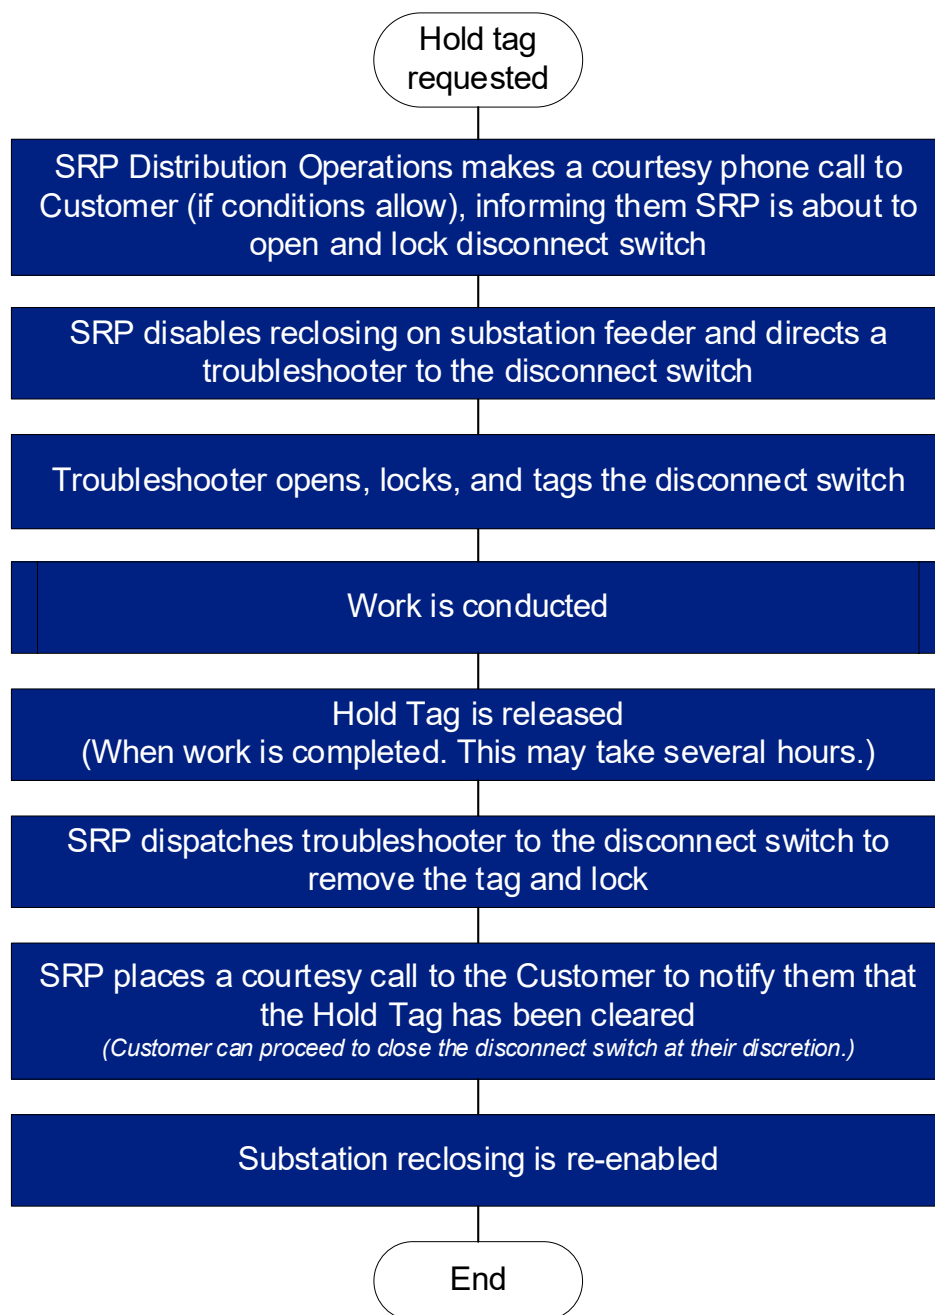 Hold tag
requested
SRP Distribution Operations makes a courtesy phone call to
Customer (if conditions allow), informing them SRP is about to
open and lock disconnect switch
SRP disables reclosing on substation feeder and directs a
troubleshooter to the disconnect switch
Troubleshooter opens, locks, and tags the disconnect switch
Work is conducted
Hold Tag is released
(When work is completed. This may take several hours.)
SRP dispatches troubleshooter to the disconnect switch to
remove the tag and lock
SRP places a courtesy call to the Customer to notify them that
the Hold Tag has been cleared
(Customer can proceed to close the disconnect switch at their discretion.)
Substation reclosing is re-enabled
End